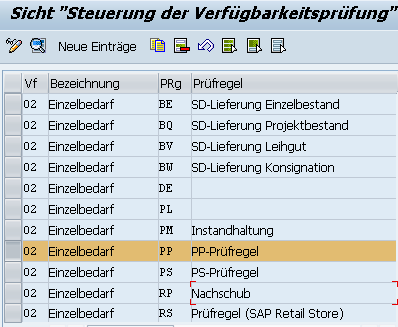 Sicht "Steuerung der Verfügbarkeitsprüfung"
Neue Einträge
Vf Bezeichnung PRg Prüfregel
02 Einzelbedarf BE SD-Lieferung Einzelbestand
02 Einzelbedarf BQ SD-Lieferung Projektbestand
02 Einzelbedarf BV SD-Lieferung Leihgut
02 Einzelbedarf BW SD-Lieferung Konsignation
02 Einzelbedarf DE
02 Einzelbedarf PL
02 Einzelbedarf PM Instandhaltung
02 Einzelbedarf PP PP-Prüfregel
02 Einzelbedarf PS PS-Prüfregel
02 Einzelbedarf RP Nachschub
02 Einzelbedarf RS Prüfregel (SAP Retail Store)